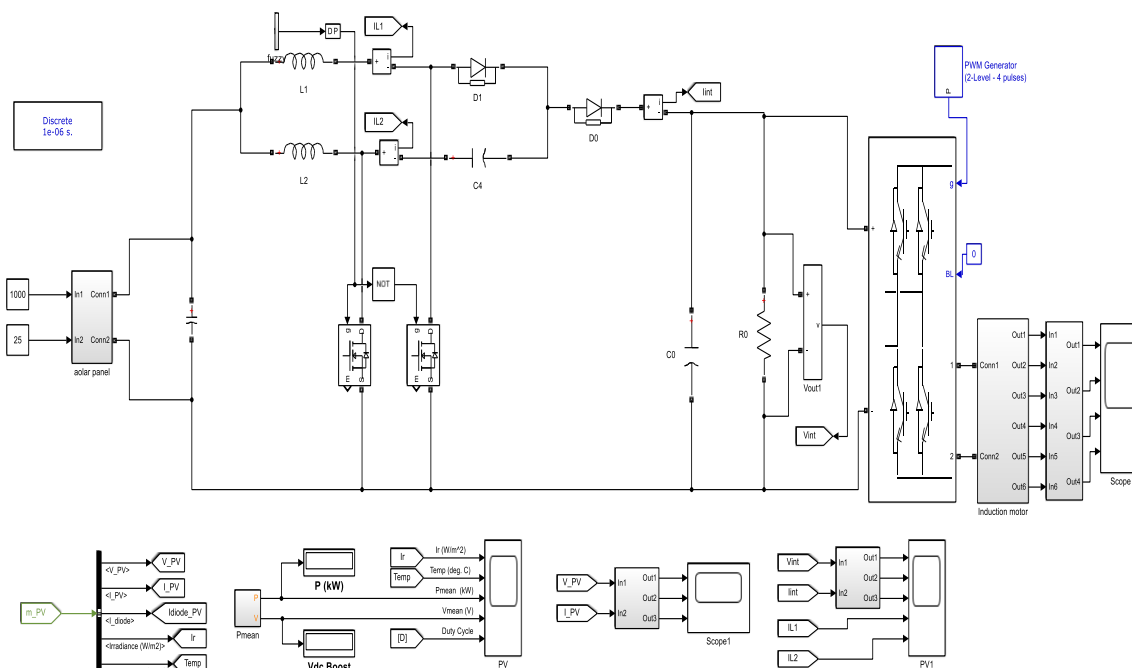 IL1
DP
fuzzy
PWM Generator
(2-Level - 4 pulses)
P
i
+
-
L1
D1
Iint
Discrete
1e-06 s.
IL2
i
+
-
i
+
-
D0
L2
C4
g
+
0
BL
NOT
1000
In1
Conn1
25
In2
Conn2
aolar panel
g
m
D
S
g
m
D
S
C0
R0
+
-
v
Vout1
Vint
-
1
2
Conn1
Conn2
Out1
Out2
Out3
Out4
Out5
Out6
Induction motor
In1
In2
In3
In4
In5
In6
Out1
Out2
Out3
Out4
Scope
m_PV
<V_PV>
V_PV
<I_PV>
I_PV
<I_diode>
Idiode_PV
<Irradiance (W/m2)>
Ir
Temp
P
V
Pmean
P (kW)
Vdc Boost
Ir
Ir (W/m^2)
Temp
Temp (deg. C)
Pmean (kW)
Vmean (V)
[D]
Duty Cycle
PV
V_PV
I_PV
In1
In2
Out1
Out2
Out3
Scope1
Vint
Iint
In1
In2
Out1
Out2
Out3
IL1
IL2
PV1